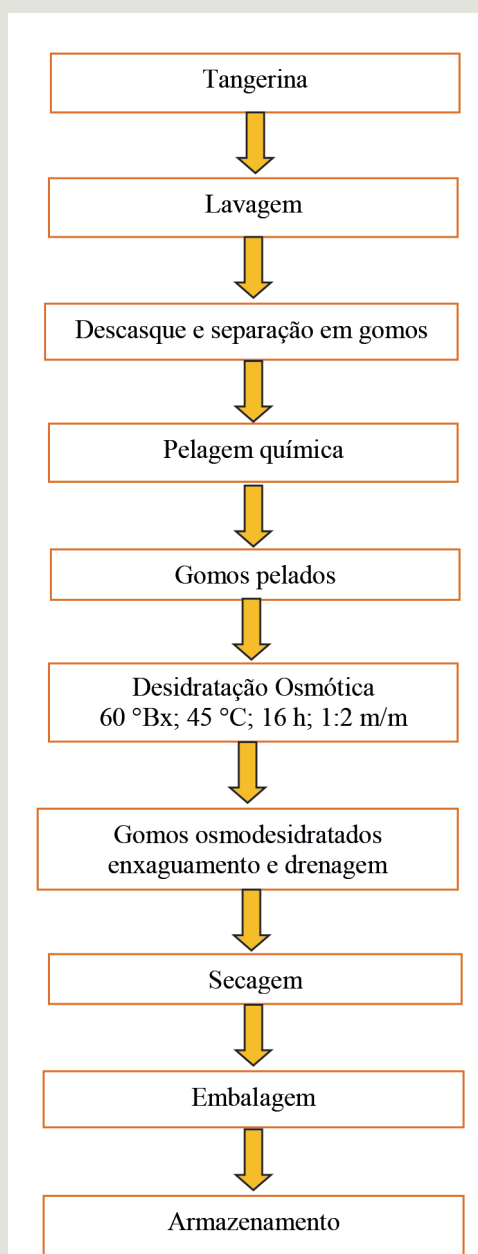 Tangerina
Lavagem
Descasque e separação em gomos
Pelagem química
Gomos pelados
Desidratação Osmótica
60 °Bx; 45 °C; 16 h; 1:2 m/m
Gomos osmodesidratados
enxaguamento e drenagem
Secagem
Embalagem
Armazenamento